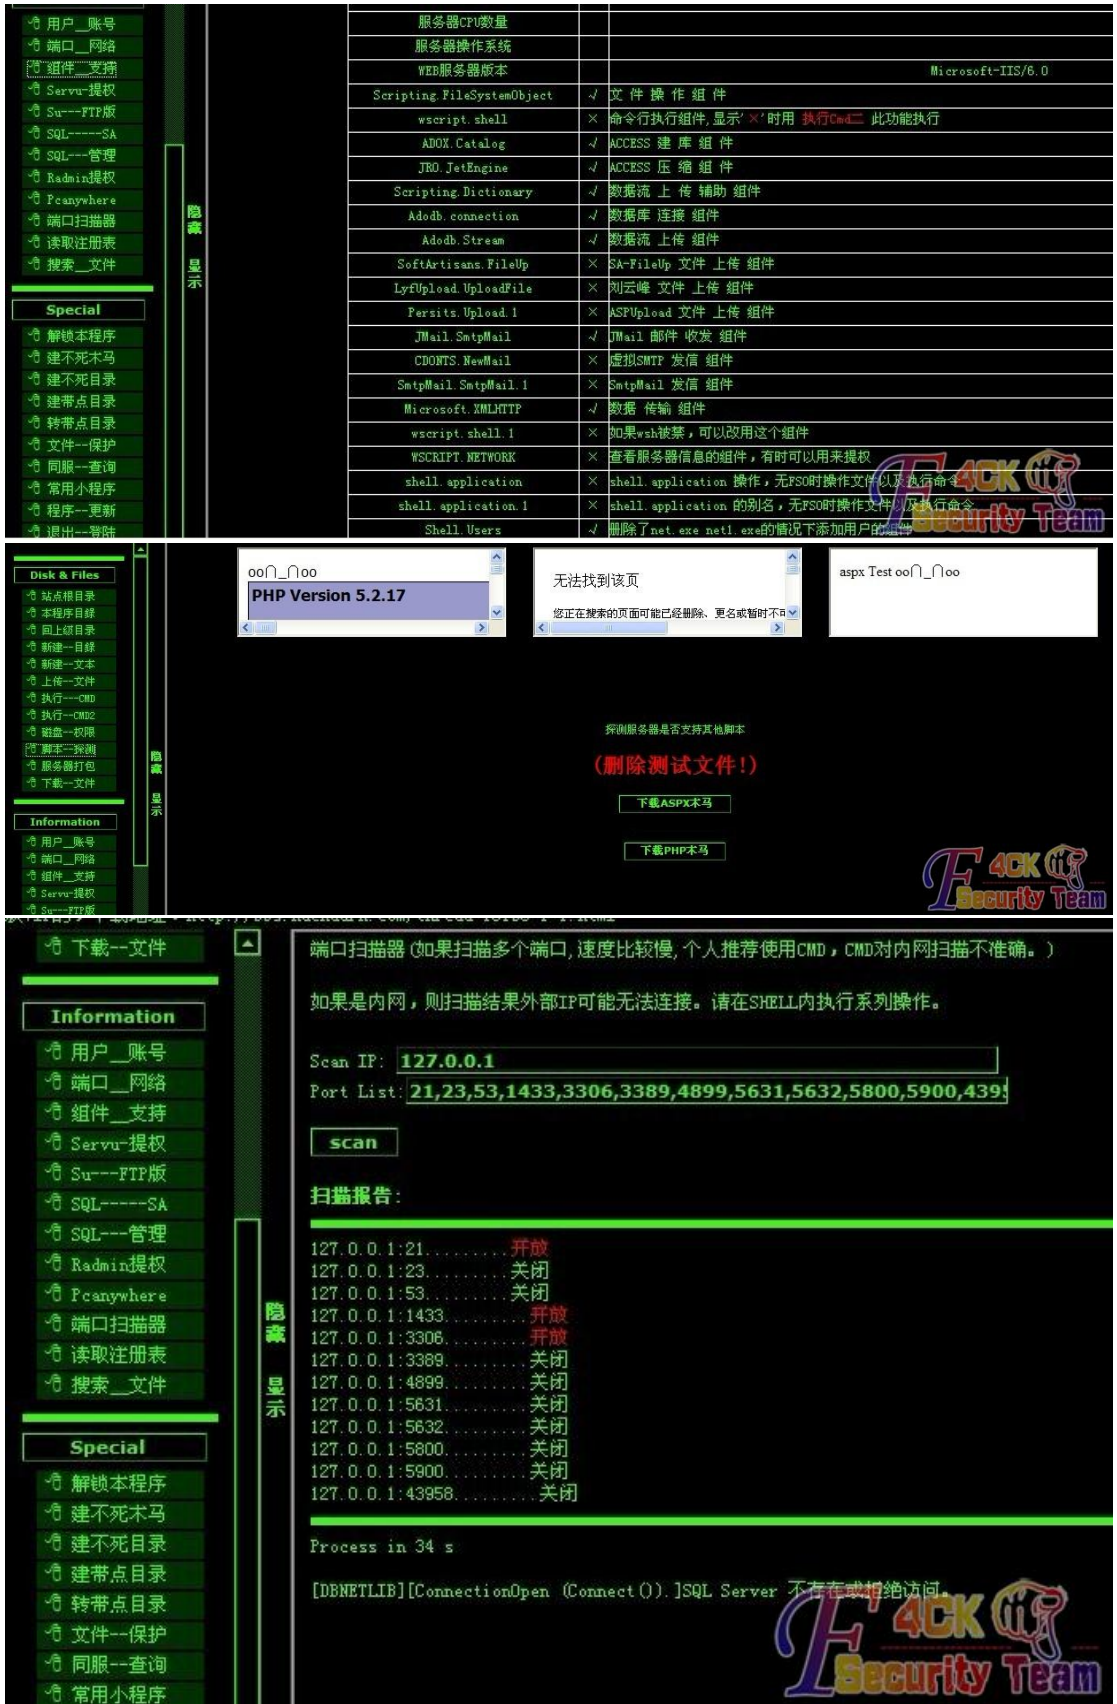 用户__账号
端口__网络
组件__支持
Servu-提权
Su---FTP版
SQL-----SA
SQL---管理
Radmin提权
Pcanywhere
端口扫描器
读取注册表
搜索__文件
Special
解锁本程序
建不死木马
建不死目录
建带点目录
转带点目录
文件--保护
同服--查询
常用小程序
程序--更新
退出--登陆
隐藏 显示
服务器CPU数量
服务器操作系统
WEB服务器版本 Microsoft-IIS/6.0
Scripting.FileSystemObject √ 文 件 操 作 组 件
wscript.shell × 命令行执行组件,显示'×'时用 执行Cmd二 此功能执行
ADOX.Catalog √ ACCESS 建 库 组 件
JRO.JetEngine √ ACCESS 压 缩 组 件
Scripting.Dictionary √ 数据流 上 传 辅助 组件
Adodb.connection √ 数据库 连接 组件
Adodb.Stream √ 数据流 上传 组件
SoftArtisans.FileUp × SA-FileUp 文件 上传 组件
LyfUpload.UploadFile × 刘云峰 文件 上传 组件
Persits.Upload.1 × ASPUpload 文件 上传 组件
JMail.SmtpMail √ JMail 邮件 收发 组件
CDONTS.NewMail × 虚拟SMTP 发信 组件
SmtpMail.SmtpMail.1 × SmtpMail 发信 组件
Microsoft.XMLHTTP √ 数据 传输 组件
wscript.shell.1 × 如果wsh被禁，可以改用这个组件
WSCRIPT.NETWORK × 查看服务器信息的组件，有时可以用来提权
shell.application × shell.application 操作，无FSO时操作文件以及执行命令
shell.application.1 × shell.application 的别名，无FSO时操作文件以及执行命令
Shell.Users √ 删除了net.exe net1.exe的情况下添加用户的组件
F4CK
Security Team
Disk & Files
站点根目录
本程序目録
回上级目录
新建--目録
新建--文本
上传--文件
执行---CMD
执行--CMD2
磁盘--权限
脚本--探测
服务器打包
下载--文件
Information
用户__账号
端口__网络
组件__支持
Servu-提权
Su---FTP版
隐藏 显示
oo∩_∩oo
PHP Version 5.2.17
无法找到该页
您正在搜索的页面可能已经删除、更名或暂时不可
aspx Test oo∩_∩oo
探测服务器是否支持其他脚本
(删除测试文件!)
下载ASPX木马
下载PHP木马
F4CK
Security Team
下载--文件
Information
用户__账号
端口__网络
组件__支持
Servu-提权
Su---FTP版
SQL-----SA
SQL---管理
Radmin提权
Pcanywhere
端口扫描器
读取注册表
搜索__文件
Special
解锁本程序
建不死木马
建不死目录
建带点目录
转带点目录
文件--保护
同服--查询
常用小程序
隐藏 显示
端口扫描器(如果扫描多个端口,速度比较慢,个人推荐使用CMD，CMD对内网扫描不准确。)
如果是内网，则扫描结果外部IP可能无法连接。请在SHELL内执行系列操作。
Scan IP: 127.0.0.1
Port List: 21,23,53,1433,3306,3389,4899,5631,5632,5800,5900,4395
scan
扫描报告:
127.0.0.1:21.........开放
127.0.0.1:23.........关闭
127.0.0.1:53.........关闭
127.0.0.1:1433.........开放
127.0.0.1:3306.........开放
127.0.0.1:3389.........关闭
127.0.0.1:4899.........关闭
127.0.0.1:5631.........关闭
127.0.0.1:5632.........关闭
127.0.0.1:5800.........关闭
127.0.0.1:5900.........关闭
127.0.0.1:43958.........关闭
Process in 34 s
[DBNETLIB][ConnectionOpen (Connect()).]SQL Server 不存在或拒绝访问。
F4CK
Security Team